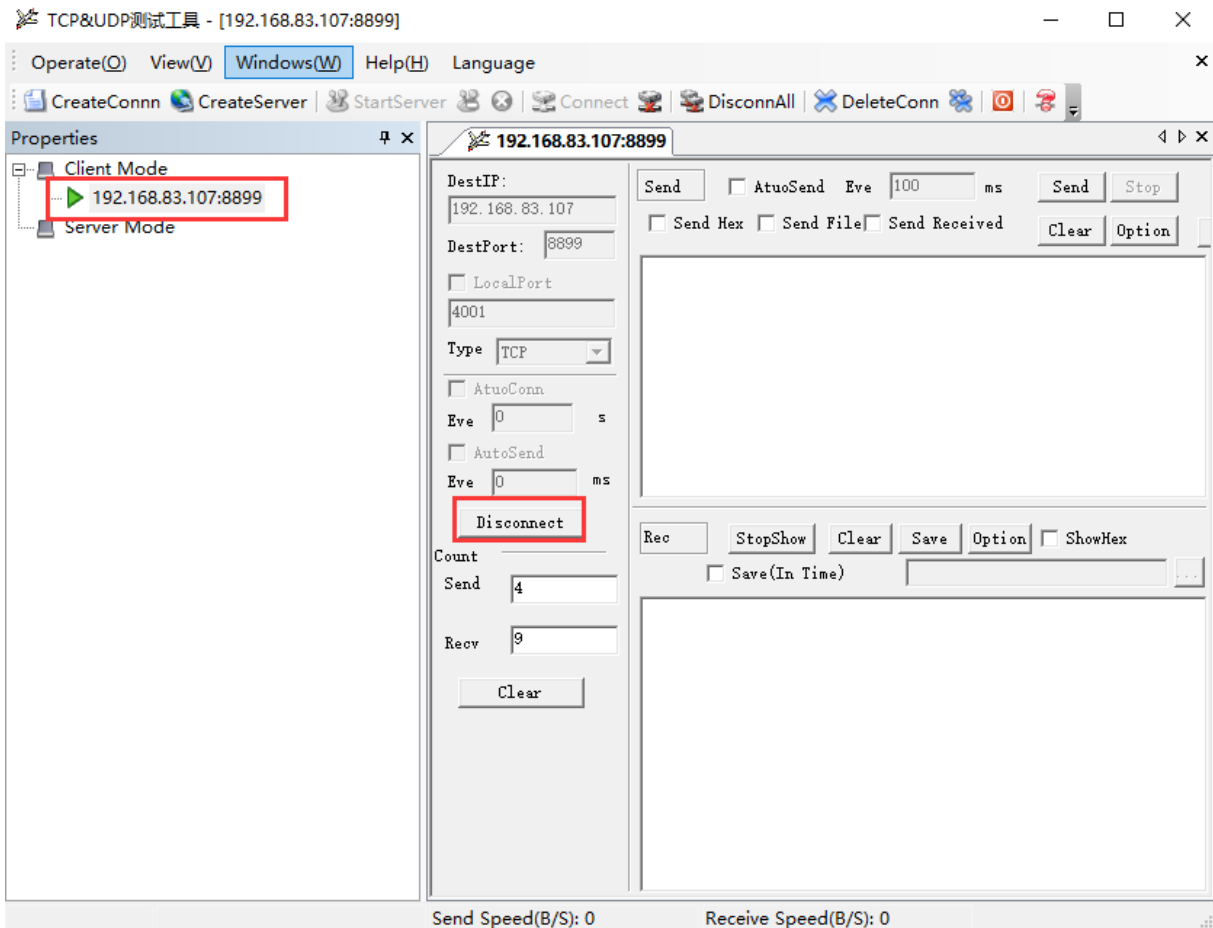 TCP&UDP测试工具 - [192.168.83.107:8899]
Operate(O) View(V) Windows(W) Help(H) Language
CreateConnn CreateServer StartServer Connect DisconnAll DeleteConn
Properties
Client Mode
192.168.83.107:8899
Server Mode
192.168.83.107:8899
DestIP:
192.168.83.107
DestPort: 8899
LocalPort
4001
Type TCP
AtuoConn
Eve 0 s
AutoSend
Eve 0 ms
Disconnect
Count
Send 4
Recv 9
Clear
Send AtuoSend Eve 100 ms Send Stop
Send Hex Send File Send Received Clear Option
Rec StopShow Clear Save Option ShowHex
Save(In Time) ...
Send Speed(B/S): 0 Receive Speed(B/S): 0